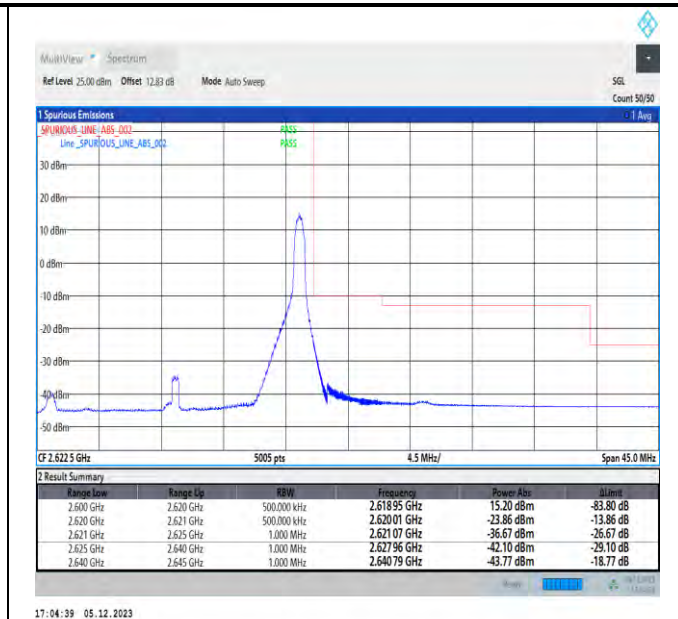 MultiView Spectrum
Ref Level 25.00 dBm Offset 12.83 dB Mode Auto Sweep SGL
Count 50/50
1 Spurious Emissions 1 Avg
_SPURIOUS_LINE_ABS_002 PASS
Line _SPURIOUS_LINE_ABS_002 PASS
30 dBm
20 dBm
10 dBm
0 dBm
-10 dBm
-20 dBm
-30 dBm
-40 dBm
-50 dBm
CF 2.622 5 GHz 5005 pts 4.5 MHz/ Span 45.0 MHz
2 Result Summary
Range Low Range Up RBW Frequency Power Abs ΔLimit
2.600 GHz 2.620 GHz 500.000 kHz 2.618 95 GHz 15.20 dBm -83.80 dB
2.620 GHz 2.621 GHz 500.000 kHz 2.620 01 GHz -23.86 dBm -13.86 dB
2.621 GHz 2.625 GHz 1.000 MHz 2.621 07 GHz -36.67 dBm -26.67 dB
2.625 GHz 2.640 GHz 1.000 MHz 2.627 96 GHz -42.10 dBm -29.10 dB
2.640 GHz 2.645 GHz 1.000 MHz 2.640 79 GHz -43.77 dBm -18.77 dB
17:04:39 05.12.2023